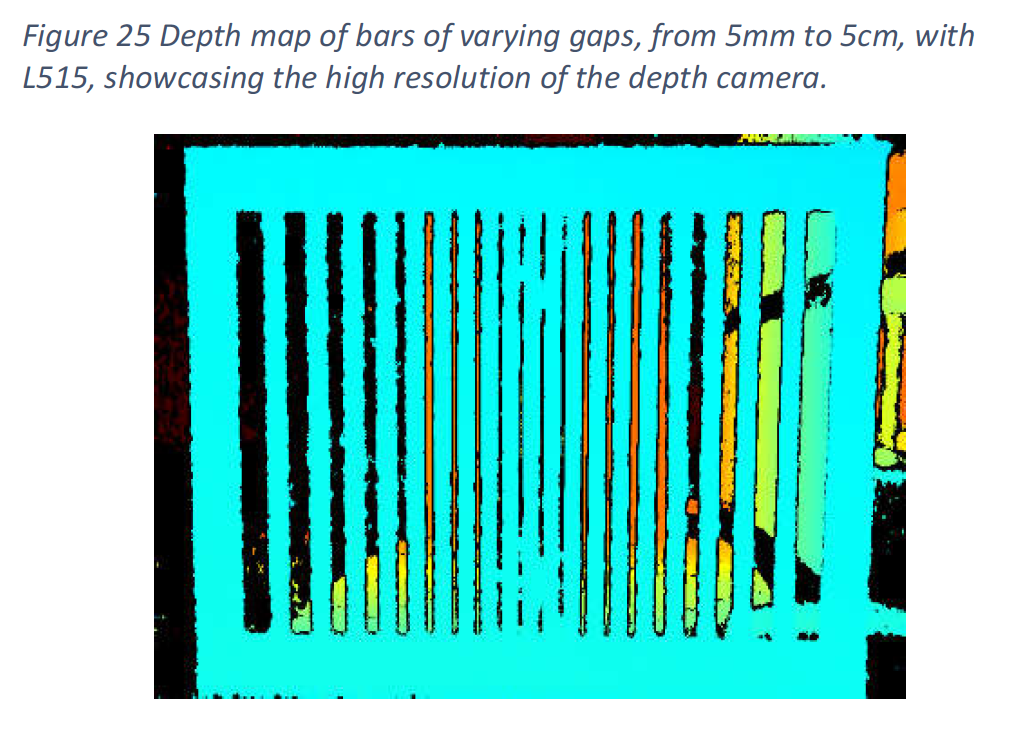 Figure 25 Depth map of bars of varying gaps, from 5mm to 5cm, with
L515, showcasing the high resolution of the depth camera.